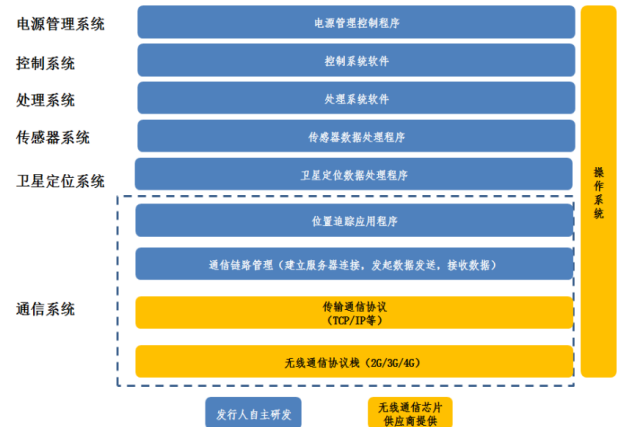 电源管理系统
电源管理控制程序
控制系统
控制系统软件
处理系统
处理系统软件
传感器系统
传感器数据处理程序
卫星定位系统
卫星定位数据处理程序
通信系统
位置追踪应用程序
通信链路管理（建立服务器连接，发起数据发送，接收数据）
传输通信协议
（TCP/IP等）
无线通信协议栈（2G/3G/4G）
操作系统
发行人自主研发
无线通信芯片
供应商提供